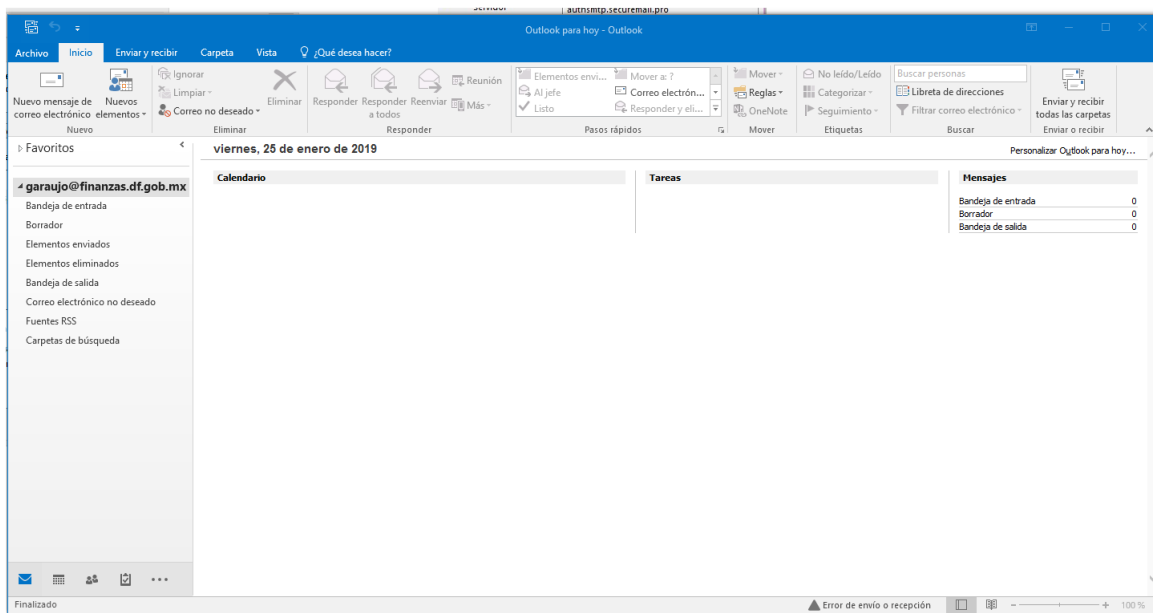 servidor
authsmtp.securemail.pro
Outlook para hoy - Outlook
Archivo Inicio Enviar y recibir Carpeta Vista ¿Qué desea hacer?
Nuevo mensaje de correo electrónico
Nuevos elementos
Nuevo
Ignorar
Limpiar
Correo no deseado
Eliminar
Eliminar
Responder
Responder a todos
Reenviar
Reunión
Más
Responder
Elementos envi...
Al jefe
Listo
Mover a: ?
Correo electrón...
Responder y eli...
Pasos rápidos
Mover
Reglas
OneNote
Mover
No leído/Leído
Categorizar
Seguimiento
Etiquetas
Buscar personas
Libreta de direcciones
Filtrar correo electrónico
Buscar
Enviar y recibir todas las carpetas
Enviar o recibir
Favoritos
garaujo@finanzas.df.gob.mx
Bandeja de entrada
Borrador
Elementos enviados
Elementos eliminados
Bandeja de salida
Correo electrónico no deseado
Fuentes RSS
Carpetas de búsqueda
viernes, 25 de enero de 2019
Personalizar Outlook para hoy...
Calendario
Tareas
Mensajes
Bandeja de entrada 0
Borrador 0
Bandeja de salida 0
Finalizado
Error de envío o recepción
100 %